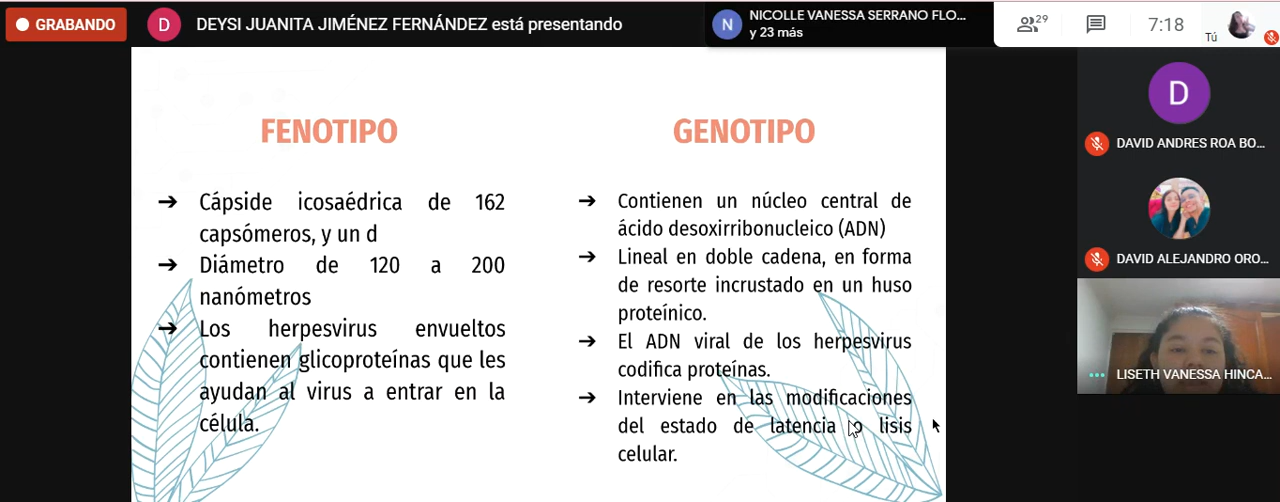 GRABANDO
D
DEYSI JUANITA JIMÉNEZ FERNÁNDEZ está presentando
N
NICOLLE VANESSA SERRANO FLO...
y 23 más
29
7:18
Tú
FENOTIPO
➔ Cápside icosaédrica de 162
capsómeros, y un d
➔ Diámetro de 120 a 200
nanómetros
➔ Los herpesvirus envueltos
contienen glicoproteínas que les
ayudan al virus a entrar en la
célula.
GENOTIPO
➔ Contienen un núcleo central de
ácido desoxirribonucleico (ADN)
➔ Lineal en doble cadena, en forma
de resorte incrustado en un huso
proteínico.
➔ El ADN viral de los herpesvirus
codifica proteínas.
➔ Interviene en las modificaciones
del estado de latencia o lisis
celular.
D
DAVID ANDRES ROA BO...
DAVID ALEJANDRO ORO...
LISETH VANESSA HINCA...